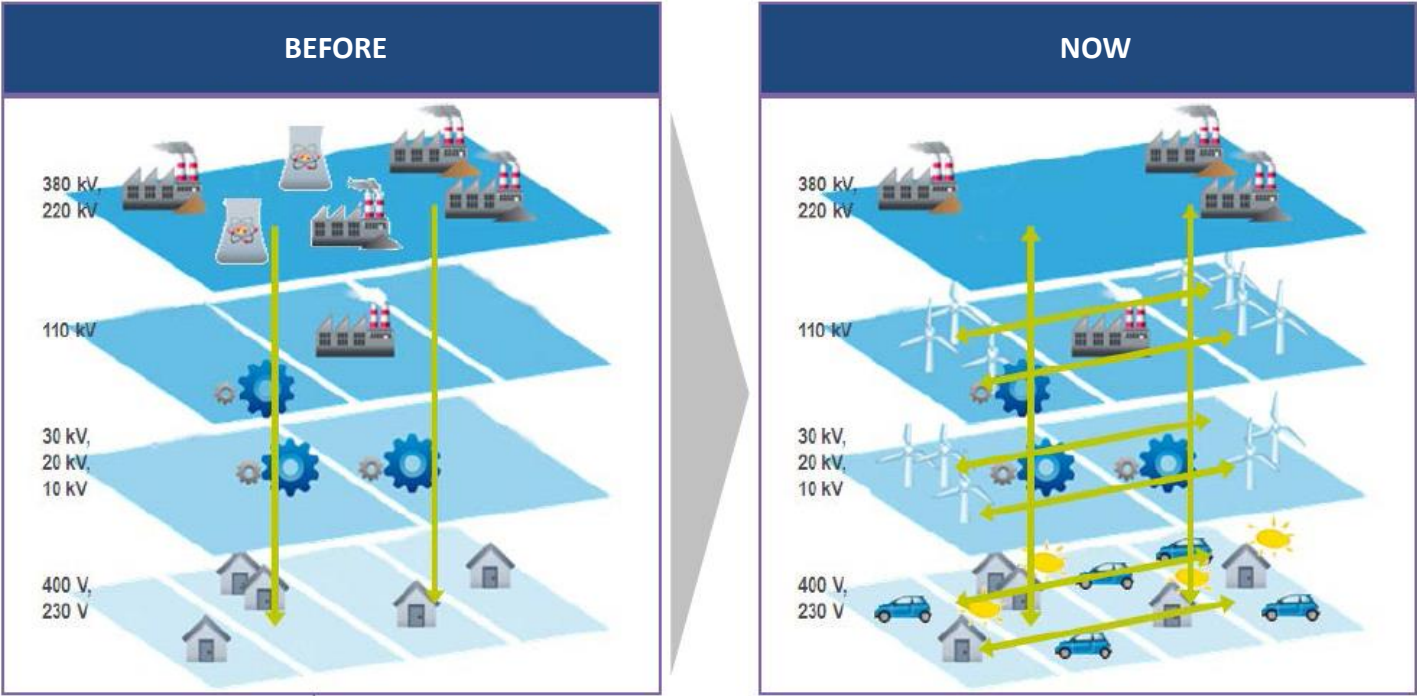 BEFORE
380 kV,
220 kV
110 kV
30 kV,
20 kV,
10 kV
400 V,
230 V
NOW
380 kV,
220 kV
110 kV
30 kV,
20 kV,
10 kV
400 V,
230 V